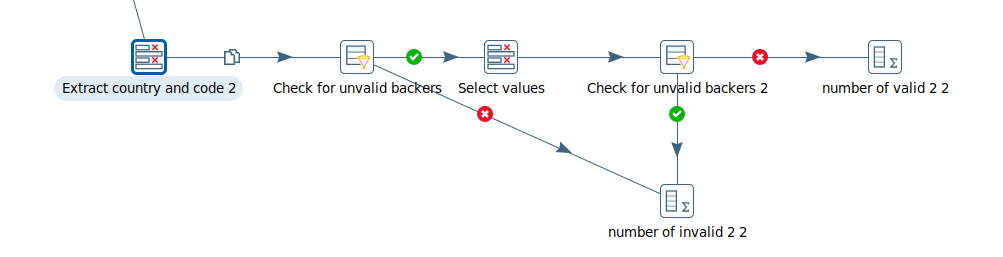 Extract country and code 2
Check for unvalid backers
Select values
Check for unvalid backers 2
number of valid 2 2
number of invalid 2 2